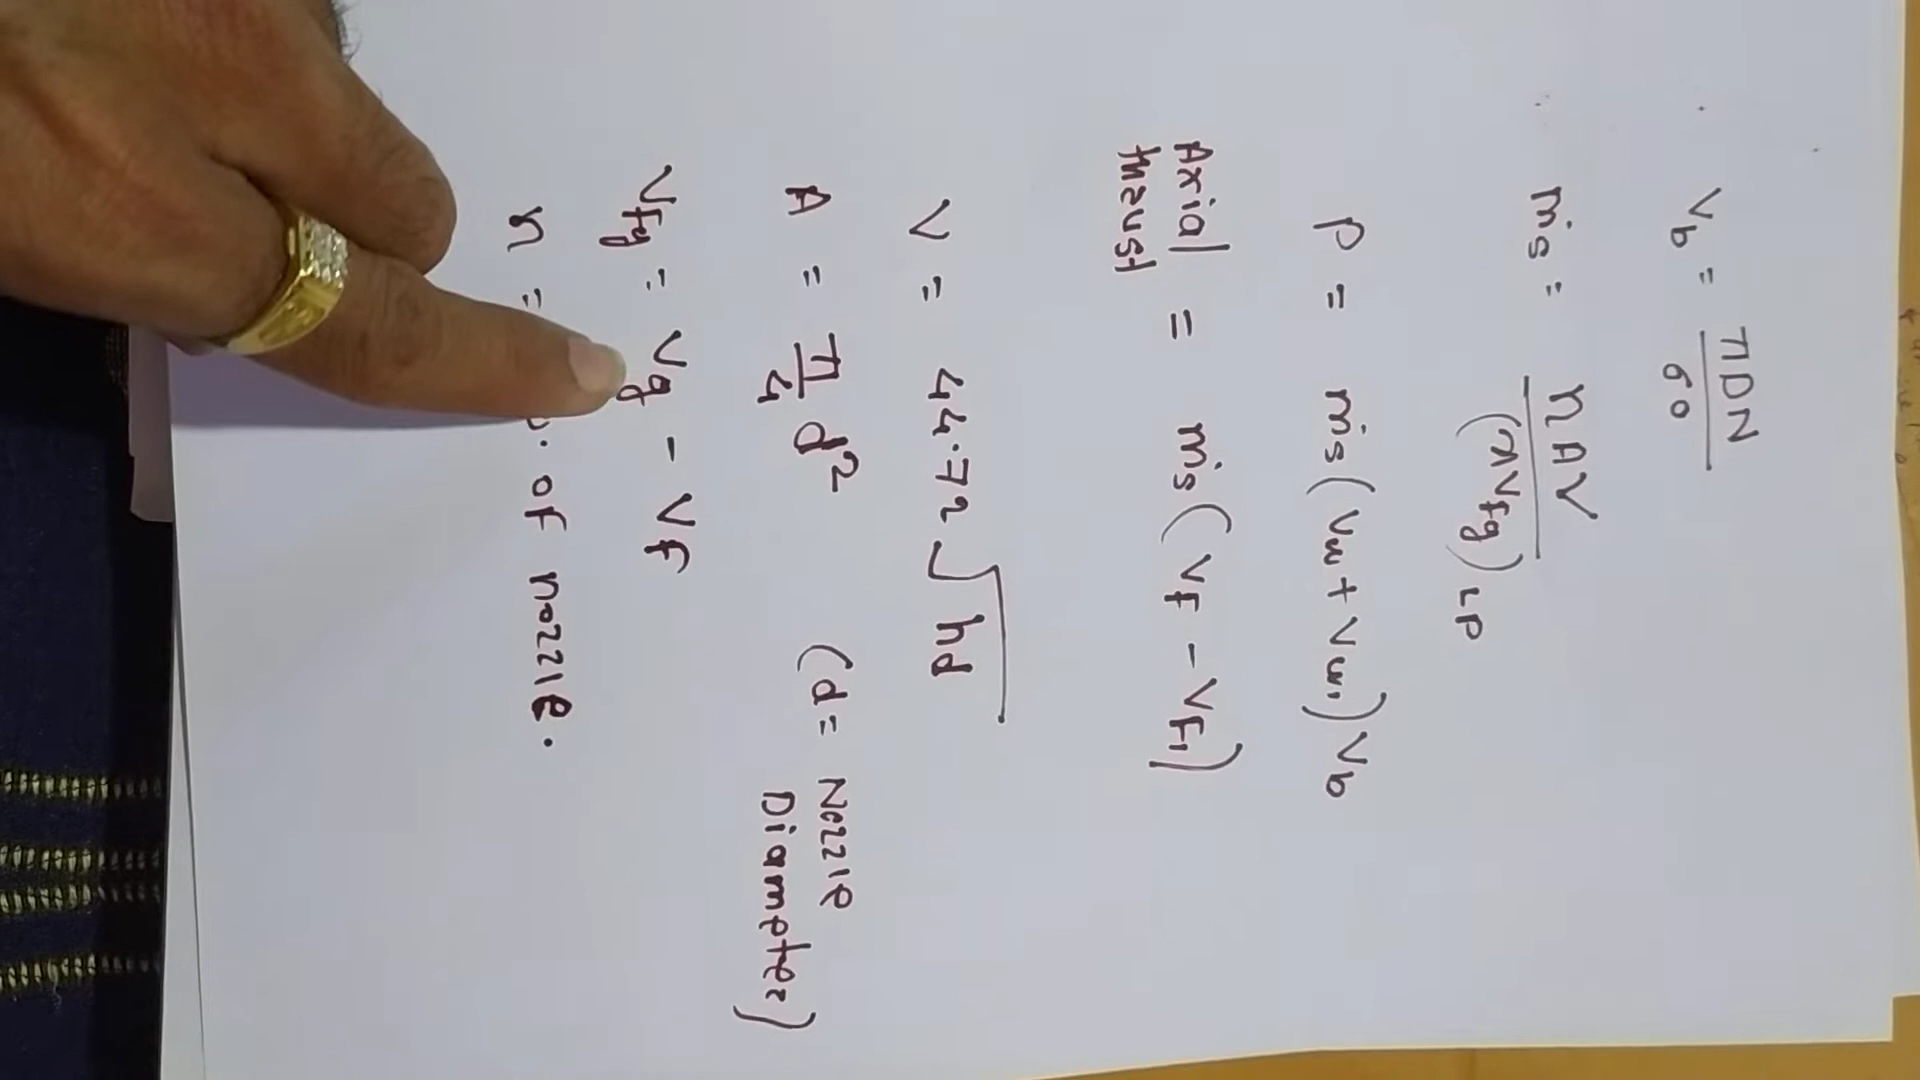 Vb = πDN / 60
ṁs = nAV / (xVfg)LP
P = ṁs (Vw + Vw1) Vb
Axial thrust = ṁs (Vf - Vf1)
V = 44.72 √hd
A = π/4 d² (d = Nozzle Diameter)
Vfg = Vg - Vf
n = of nozzle.